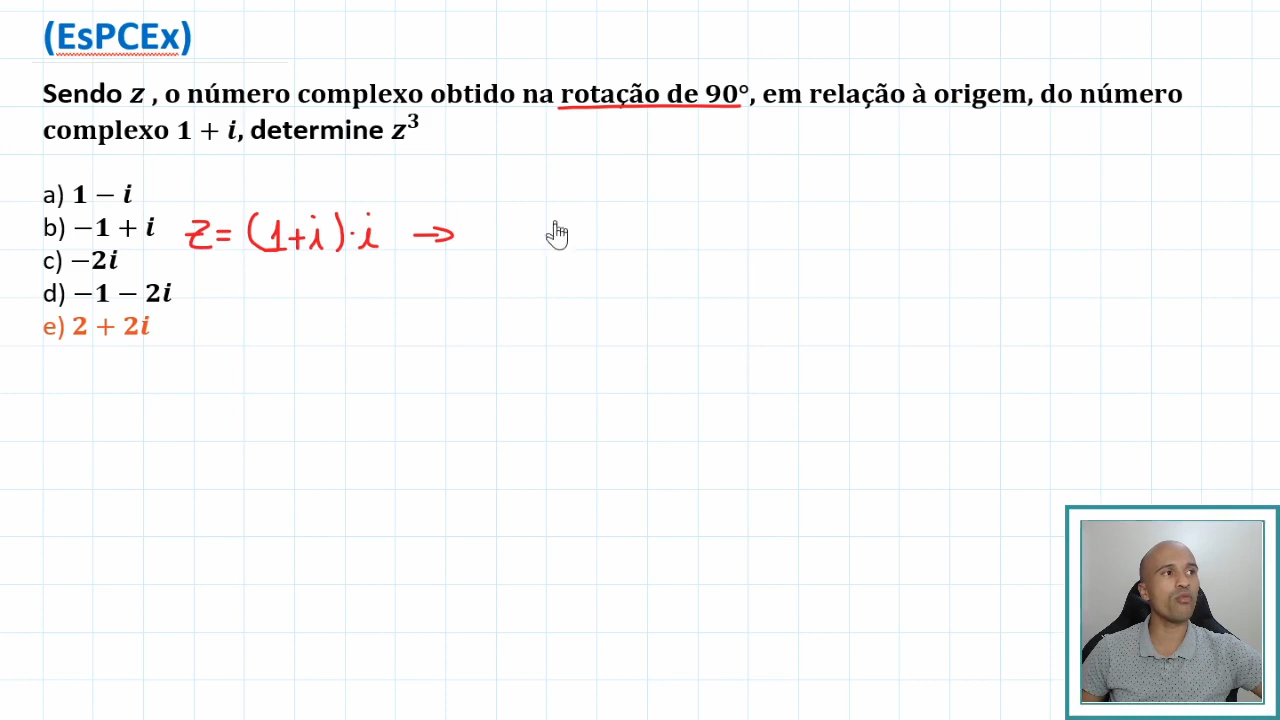 (EsPCEx)
Sendo z , o número complexo obtido na rotação de 90°, em relação à origem, do número
complexo 1 + i, determine z³
a) 1 − i
b) −1 + i
z = (1+i)·i →
c) −2i
d) −1 − 2i
e) 2 + 2i